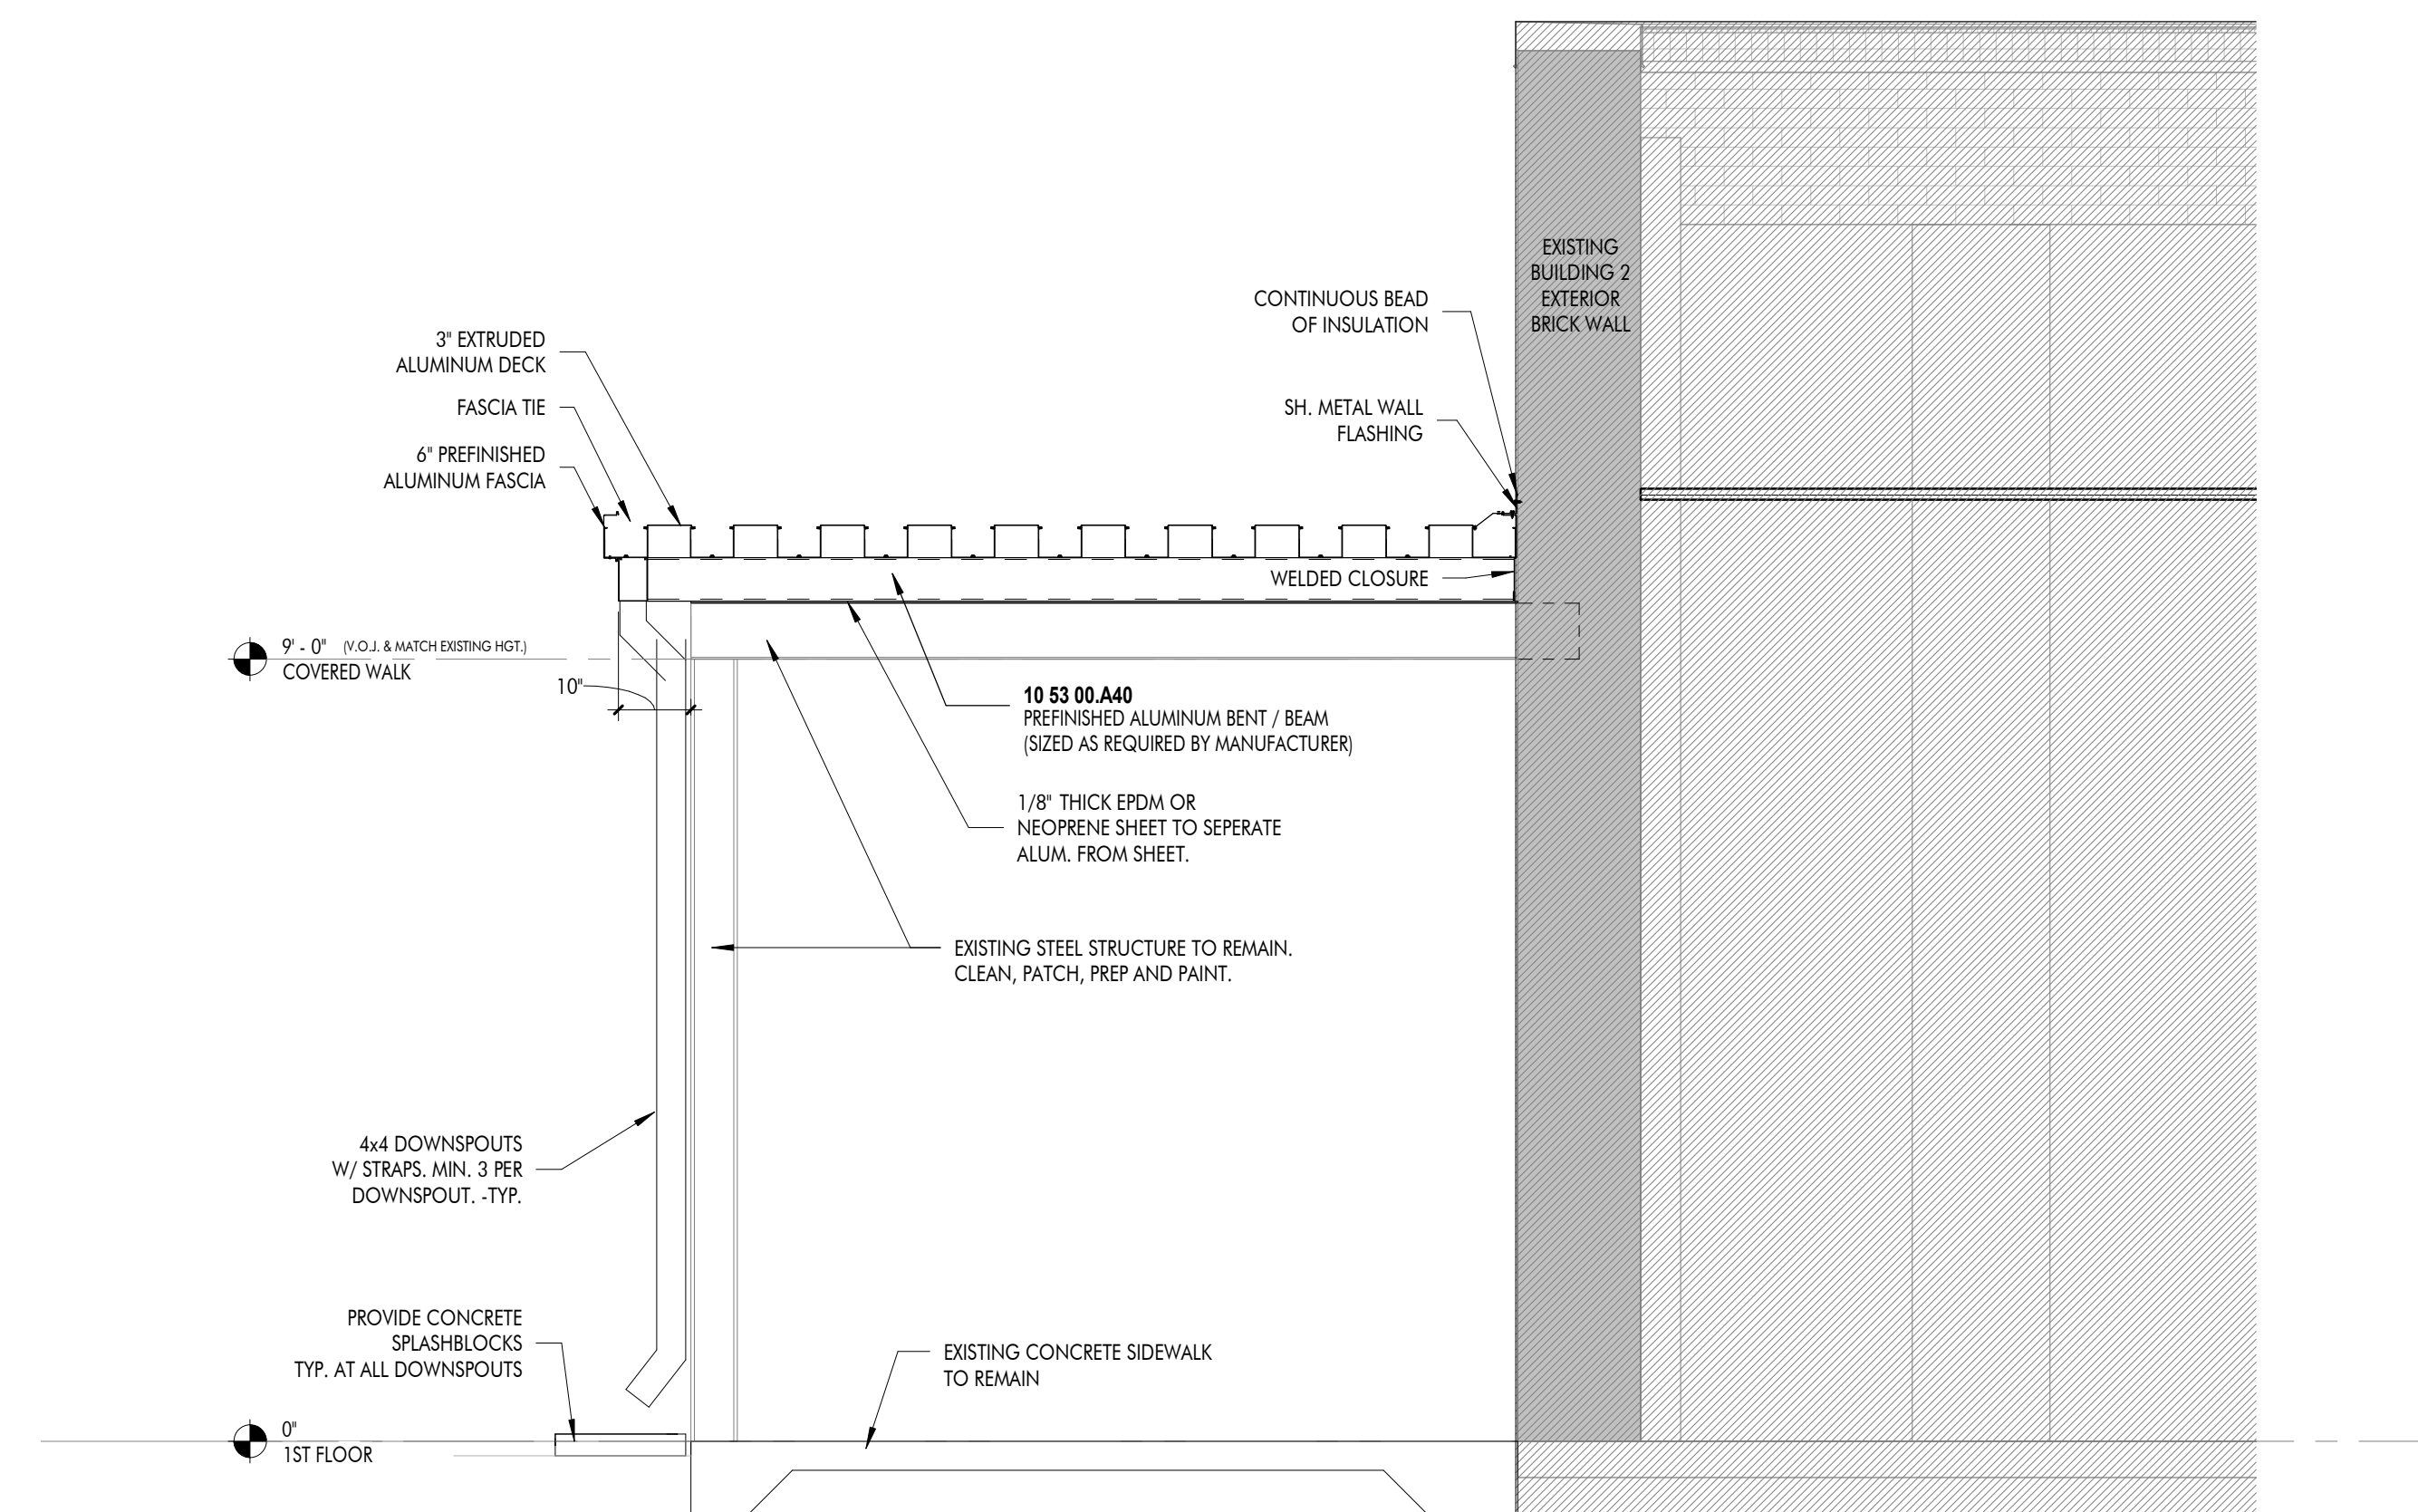 EXISTING
BUILDING 2
EXTERIOR
BRICK WALL
CONTINUOUS BEAD
OF INSULATION
3" EXTRUDED
ALUMINUM DECK
FASCIA TIE
SH. METAL WALL
FLASHING
6" PREFINISHED
ALUMINUM FASCIA
WELDED CLOSURE
9' - 0" (V.O.J. & MATCH EXISTING HGT.)
COVERED WALK
10"
10 53 00.A40
PREFINISHED ALUMINUM BENT / BEAM
(SIZED AS REQUIRED BY MANUFACTURER)
1/8" THICK EPDM OR
NEOPRENE SHEET TO SEPERATE
ALUM. FROM SHEET.
EXISTING STEEL STRUCTURE TO REMAIN.
CLEAN, PATCH, PREP AND PAINT.
4x4 DOWNSPOUTS
W/ STRAPS. MIN. 3 PER
DOWNSPOUT. -TYP.
PROVIDE CONCRETE
SPLASHBLOCKS
TYP. AT ALL DOWNSPOUTS
EXISTING CONCRETE SIDEWALK
TO REMAIN
0"
1ST FLOOR